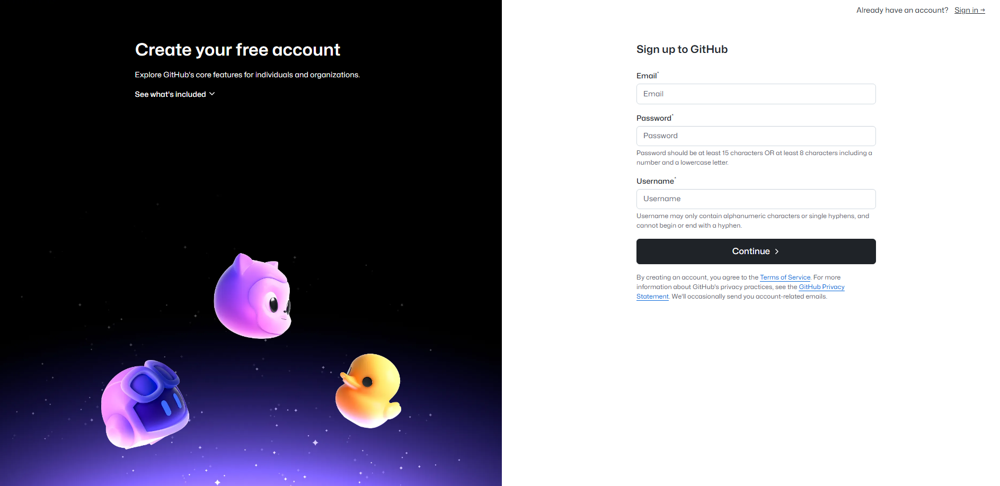 Create your free account
Explore GitHub's core features for individuals and organizations.
See what's included
Already have an account? Sign in →
Sign up to GitHub
Email*
Email
Password*
Password
Password should be at least 15 characters OR at least 8 characters including a
number and a lowercase letter.
Username*
Username
Username may only contain alphanumeric characters or single hyphens, and
cannot begin or end with a hyphen.
Continue
By creating an account, you agree to the Terms of Service. For more
information about GitHub's privacy practices, see the GitHub Privacy
Statement. We'll occasionally send you account-related emails.